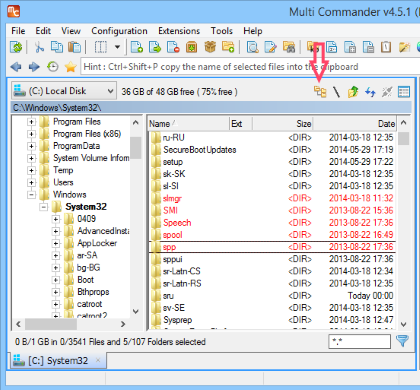 Multi Commander v4.5.1 (
File Edit View Configuration Extensions Tools Help
Hint : Ctrl+Shift+P copy the name of selected files into the clipboard
(C:) Local Disk 36 GB of 48 GB free ( 75% free)
C:\Windows\System32\
Name Ext Size Date
Program Files
Program Files (x86)
ProgramData
System Volume Infor
Temp
Users
Windows
System32
0409
AdvancedInsta
AppLocker
ar-SA
bg-BG
Boot
Bthprops
catroot
catroot2
ru-RU <DIR> 2014-03-18 12:35
SecureBootUpdates <DIR> 2014-05-29 17:19
setup <DIR> 2014-05-29 17:22
sk-SK <DIR> 2014-03-18 12:35
sl-SI <DIR> 2014-03-18 12:35
slmgr <DIR> 2014-03-18 11:32
SMI <DIR> 2013-08-22 15:36
Speech <DIR> 2013-08-22 17:36
spool <DIR> 2013-08-22 16:49
spp <DIR> 2013-08-22 17:36
sppui <DIR> 2014-03-18 12:35
sr-Latn-CS <DIR> 2014-03-18 12:35
sr-Latn-RS <DIR> 2014-03-18 12:35
sru <DIR> Today 00:00
sv-SE <DIR> 2014-03-18 12:35
Sysprep <DIR> 2014-03-18 12:35
0 B/1 GB in 0/3541 Files and 5/107 Folders selected
*.*
[C:] System32